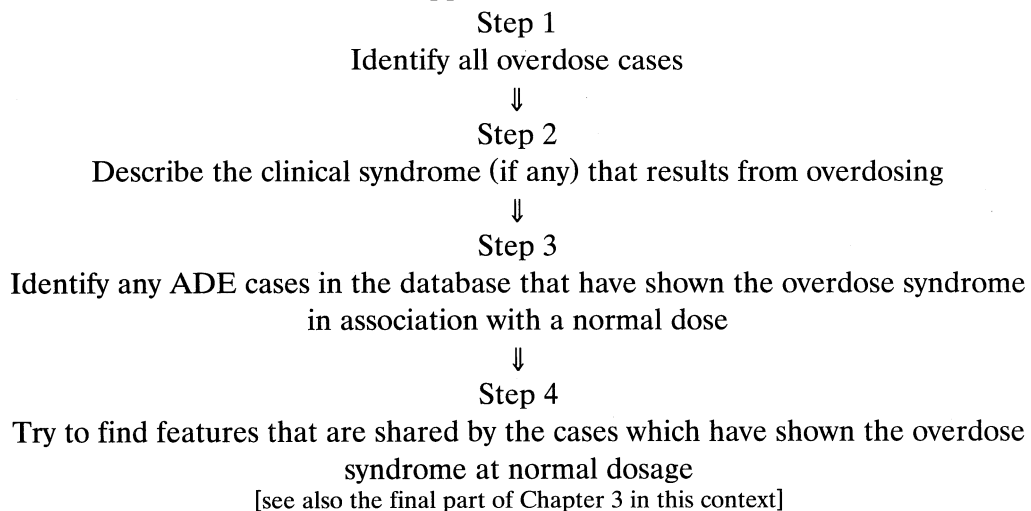 Step 1
Identify all overdose cases
⇓
Step 2
Describe the clinical syndrome (if any) that results from overdosing
⇓
Step 3
Identify any ADE cases in the database that have shown the overdose syndrome
in association with a normal dose
⇓
Step 4
Try to find features that are shared by the cases which have shown the overdose
syndrome at normal dosage
[see also the final part of Chapter 3 in this context]